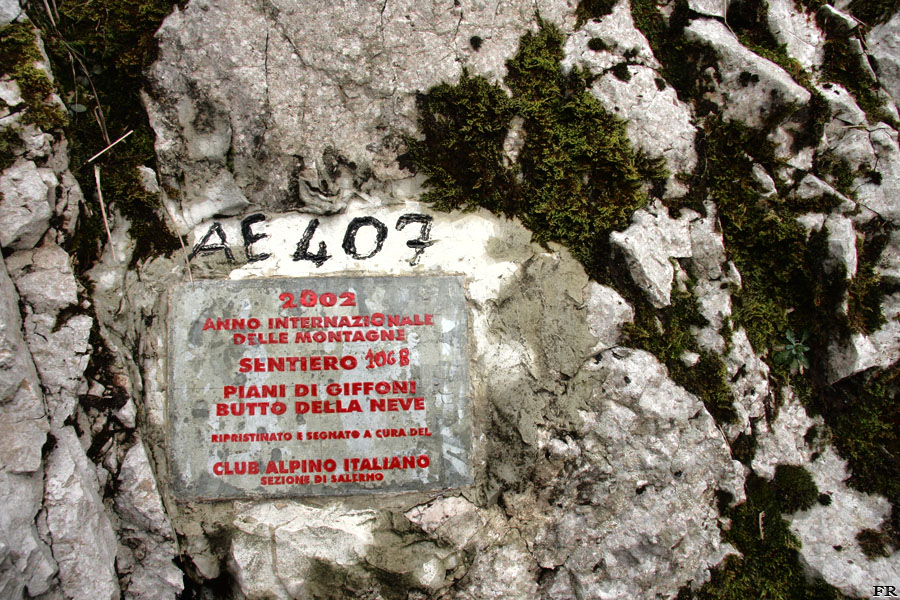 AE 407
2002
ANNO INTERNAZIONALE
DELLE MONTAGNE
SENTIERO 106B
PIANI DI GIFFONI
BUTTO DELLA NEVE
RIPRISTINATO E SEGNATO A CURA DEL
CLUB ALPINO ITALIANO
SEZIONE DI SALERNO
FR